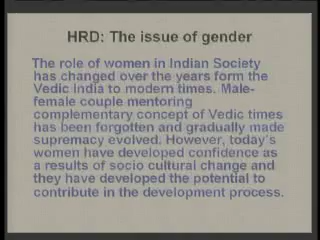 HRD: The issue of gender
The role of women in Indian Society
has changed over the years form the
Vedic India to modern times. Male-
female couple mentoring
complementary concept of Vedic times
has been forgotten and gradually made
supremacy evolved. However, today's
women have developed confidence as
a results of socio cultural change and
they have developed the potential to
contribute in the development process.